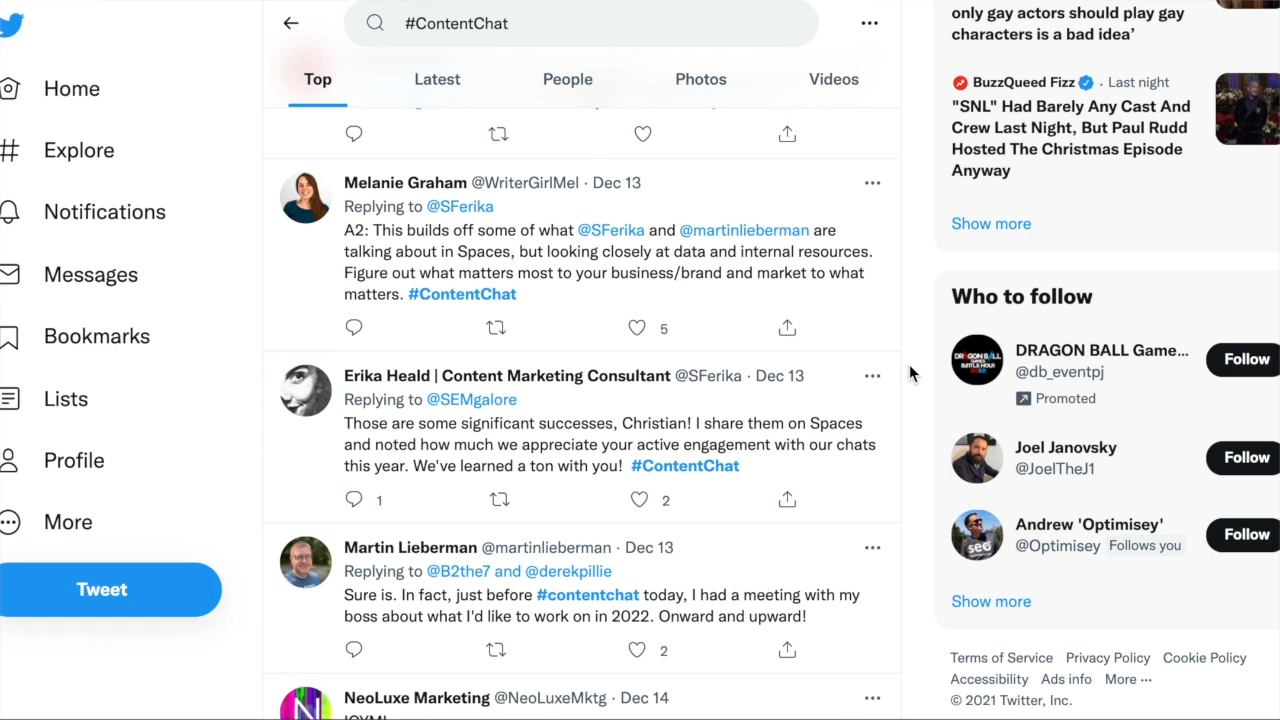 #ContentChat
Top
Latest
People
Photos
Videos
Home
Explore
Notifications
Messages
Bookmarks
Lists
Profile
More
Tweet
Melanie Graham @WriterGirlMel · Dec 13
Replying to @SFerika
A2: This builds off some of what @SFerika and @martinlieberman are
talking about in Spaces, but looking closely at data and internal resources.
Figure out what matters most to your business/brand and market to what
matters. #ContentChat
5
Erika Heald | Content Marketing Consultant @SFerika · Dec 13
Replying to @SEMgalore
Those are some significant successes, Christian! I share them on Spaces
and noted how much we appreciate your active engagement with our chats
this year. We've learned a ton with you! #ContentChat
1
2
Martin Lieberman @martinlieberman · Dec 13
Replying to @B2the7 and @derekpillie
Sure is. In fact, just before #contentchat today, I had a meeting with my
boss about what I'd like to work on in 2022. Onward and upward!
2
NeoLuxe Marketing @NeoLuxeMktg · Dec 14
only gay actors should play gay
characters is a bad idea’
BuzzQueed Fizz · Last night
"SNL" Had Barely Any Cast And
Crew Last Night, But Paul Rudd
Hosted The Christmas Episode
Anyway
Show more
Who to follow
DRAGON BALL Game...
@db_eventpj
Promoted
Follow
Joel Janovsky
@JoelTheJ1
Follow
seo
Andrew 'Optimisey'
@Optimisey Follows you
Follow
Show more
Terms of Service Privacy Policy Cookie Policy
Accessibility Ads info More ···
© 2021 Twitter, Inc.